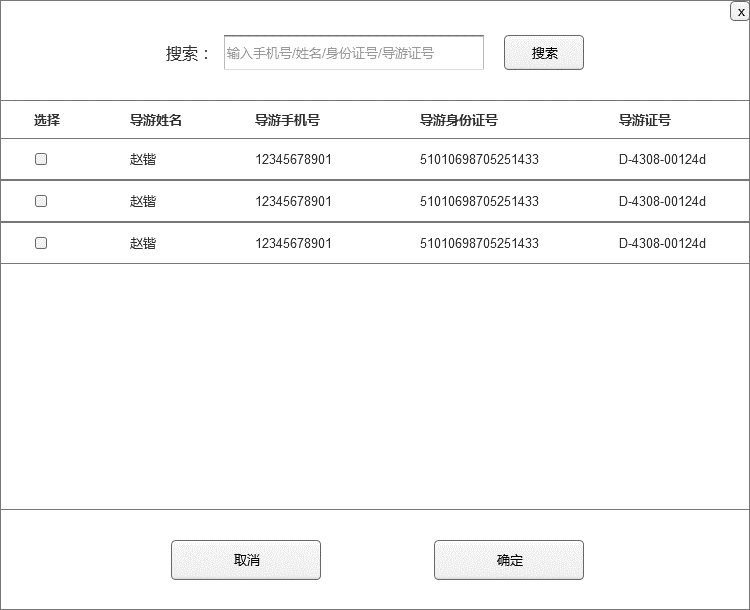 x
搜索： 输入手机号/姓名/身份证号/导游证号 搜索
选择 导游姓名 导游手机号 导游身份证号 导游证号
赵锴 12345678901 51010698705251433 D-4308-00124d
赵锴 12345678901 51010698705251433 D-4308-00124d
赵锴 12345678901 51010698705251433 D-4308-00124d
取消 确定